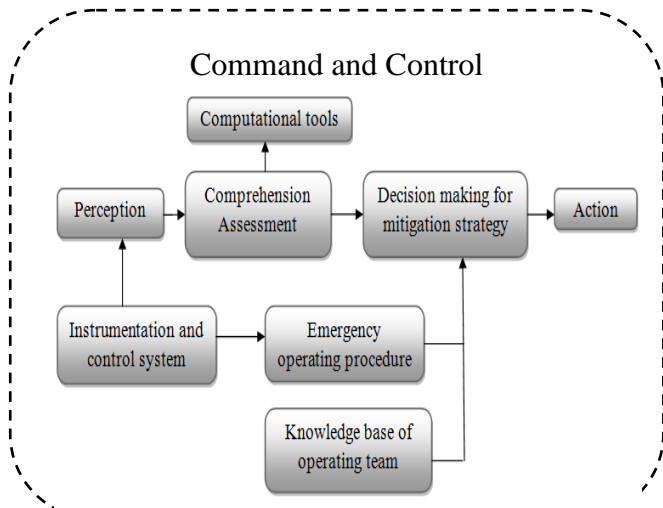 Command and Control
Computational tools
Perception
Comprehension
Assessment
Decision making for
mitigation strategy
Action
Instrumentation and
control system
Emergency
operating procedure
Knowledge base of
operating team